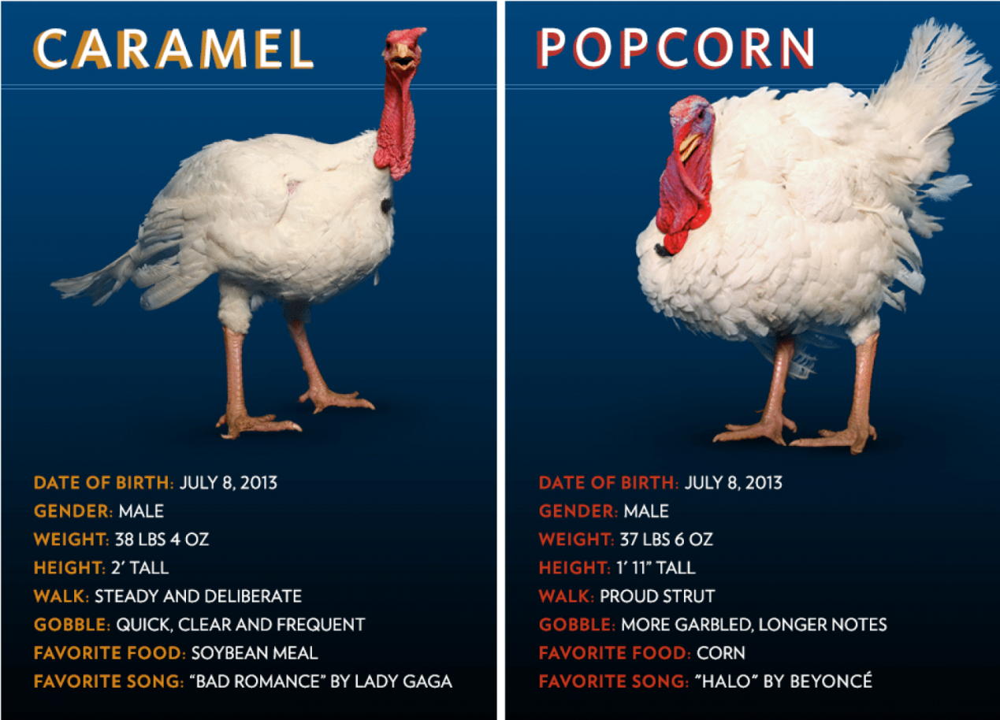 CARAMEL
DATE OF BIRTH: JULY 8, 2013
GENDER: MALE
WEIGHT: 38 LBS 4 OZ
HEIGHT: 2’ TALL
WALK: STEADY AND DELIBERATE
GOBBLE: QUICK, CLEAR AND FREQUENT
FAVORITE FOOD: SOYBEAN MEAL
FAVORITE SONG: “BAD ROMANCE” BY LADY GAGA
POPCORN
DATE OF BIRTH: JULY 8, 2013
GENDER: MALE
WEIGHT: 37 LBS 6 OZ
HEIGHT: 1’ 11” TALL
WALK: PROUD STRUT
GOBBLE: MORE GARBLED, LONGER NOTES
FAVORITE FOOD: CORN
FAVORITE SONG: "HALO" BY BEYONCÉ